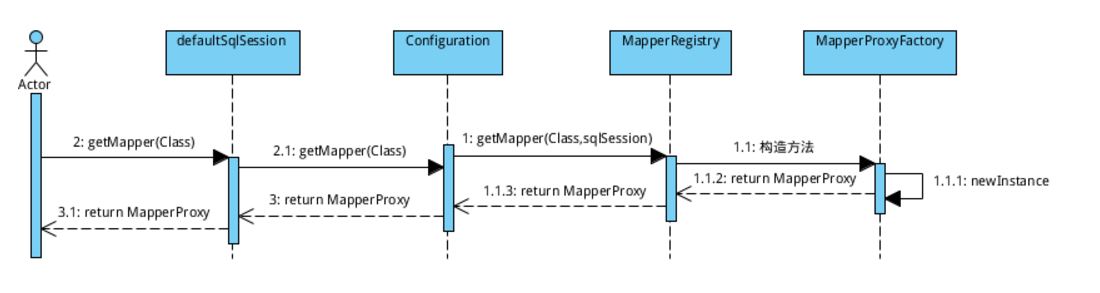 defaultSqlSession
Configuration
MapperRegistry
MapperProxyFactory
Actor
2: getMapper(Class)
2.1: getMapper(Class)
1: getMapper(Class,sqlSession)
1.1: 构造方法
1.1.1: newInstance
1.1.2: return MapperProxy
1.1.3: return MapperProxy
3: return MapperProxy
3.1: return MapperProxy